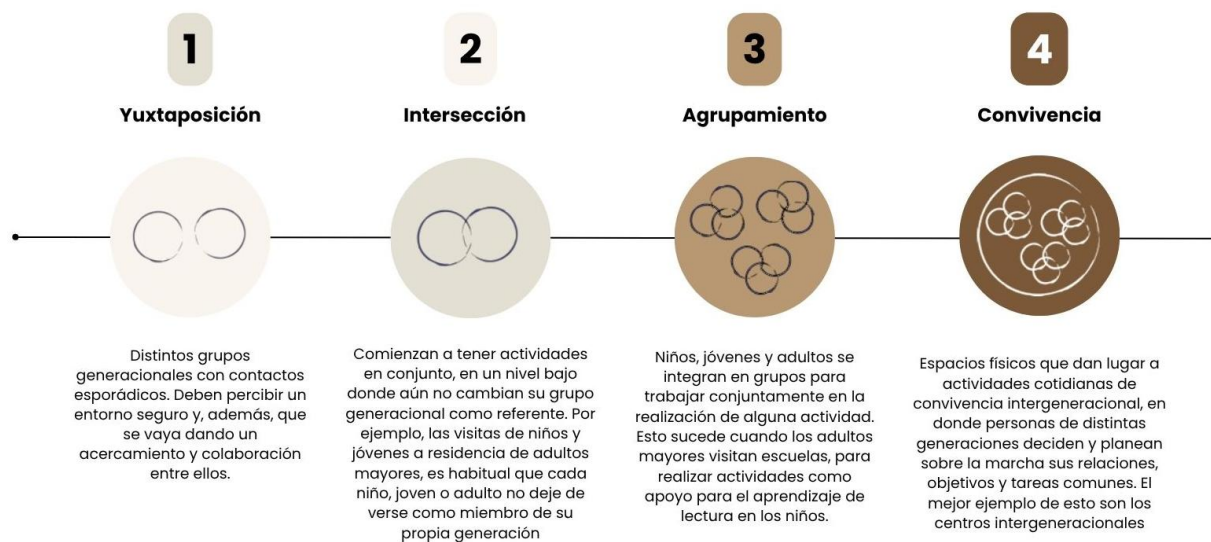 1
Yuxtaposición
Distintos grupos
generacionales con contactos
esporádicos. Deben percibir un
entorno seguro y, además, que
se vaya dando un
acercamiento y colaboración
entre ellos.
2
Intersección
Comienzan a tener actividades
en conjunto, en un nivel bajo
donde aún no cambian su grupo
generacional como referente. Por
ejemplo, las visitas de niños y
jóvenes a residencia de adultos
mayores, es habitual que cada
niño, joven o adulto no deje de
verse como miembro de su
propia generación
3
Agrupamiento
Niños, jóvenes y adultos se
integran en grupos para
trabajar conjuntamente en la
realización de alguna actividad.
Esto sucede cuando los adultos
mayores visitan escuelas, para
realizar actividades como
apoyo para el aprendizaje de
lectura en los niños.
4
Convivencia
Espacios físicos que dan lugar a
actividades cotidianas de
convivencia intergeneracional, en
donde personas de distintas
generaciones deciden y planean
sobre la marcha sus relaciones,
objetivos y tareas comunes. El
mejor ejemplo de esto son los
centros intergeneracionales